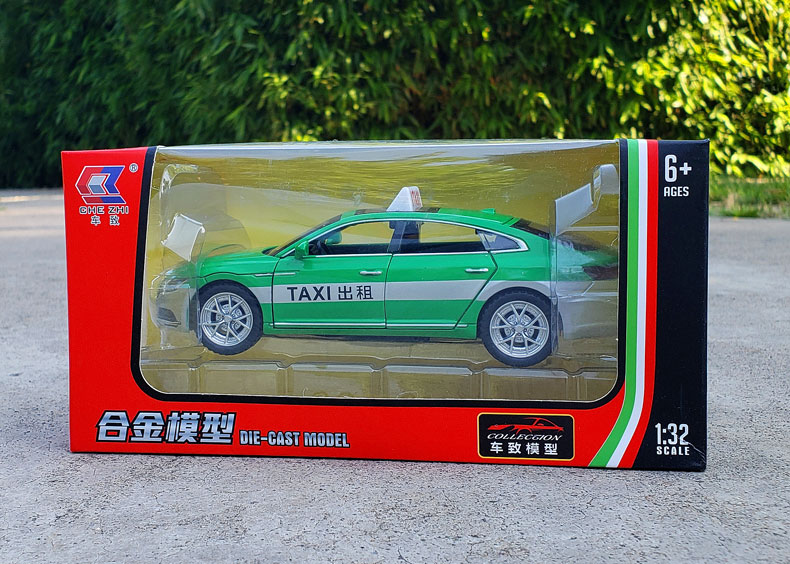 ®
CHE ZHI
车致
6+
AGES
TAXI 出租
合金模型 DIE-CAST MODEL
COLLECGION
车致模型
1:32
SCALE